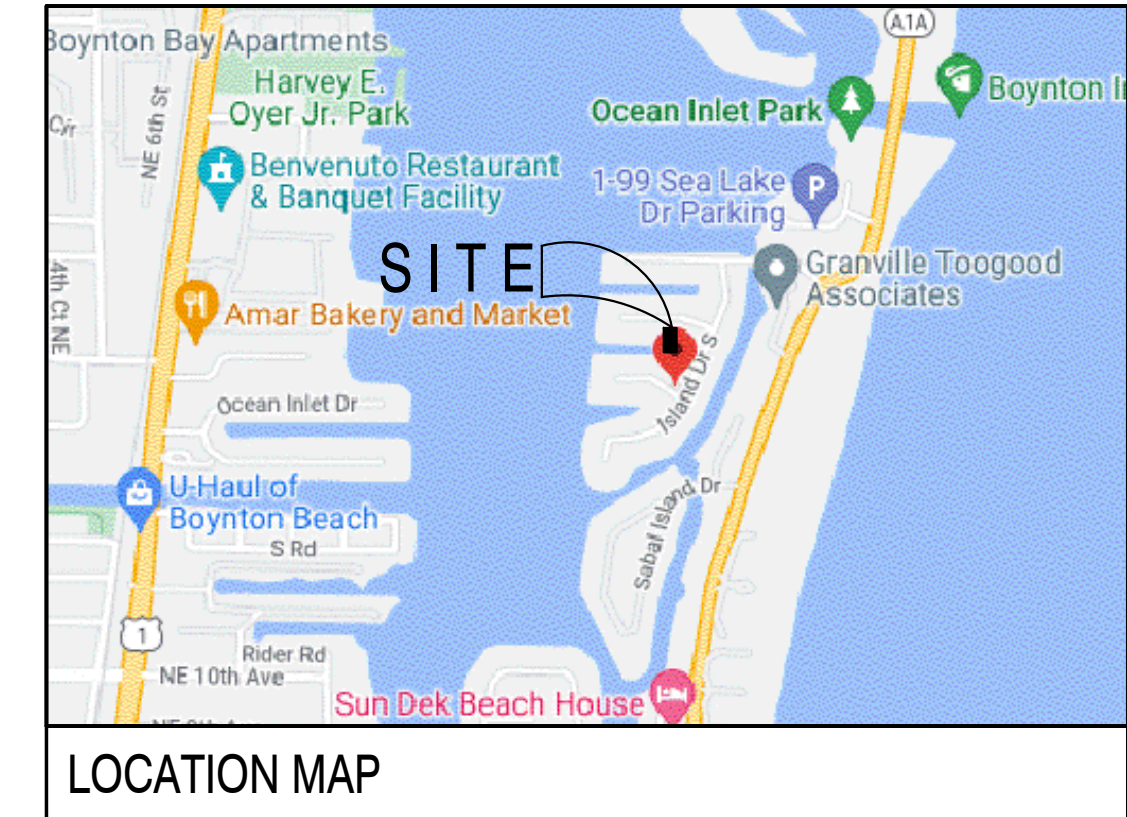 Boynton Bay Apartments
A1A
Harvey E.
Oyer Jr. Park
NE 6th St
Cir
Ocean Inlet Park
Boynton I
Benvenuto Restaurant
& Banquet Facility
1-99 Sea Lake
Dr Parking
P
SITE
Granville Toogood
Associates
4th Ct NE
Amar Bakery and Market
Island Dr S
Ocean Inlet Dr
U-Haul of
Boynton Beach
S Rd
Sabal Island Dr
1
Rider Rd
NE 10th Ave
Sun Dek Beach House
LOCATION MAP